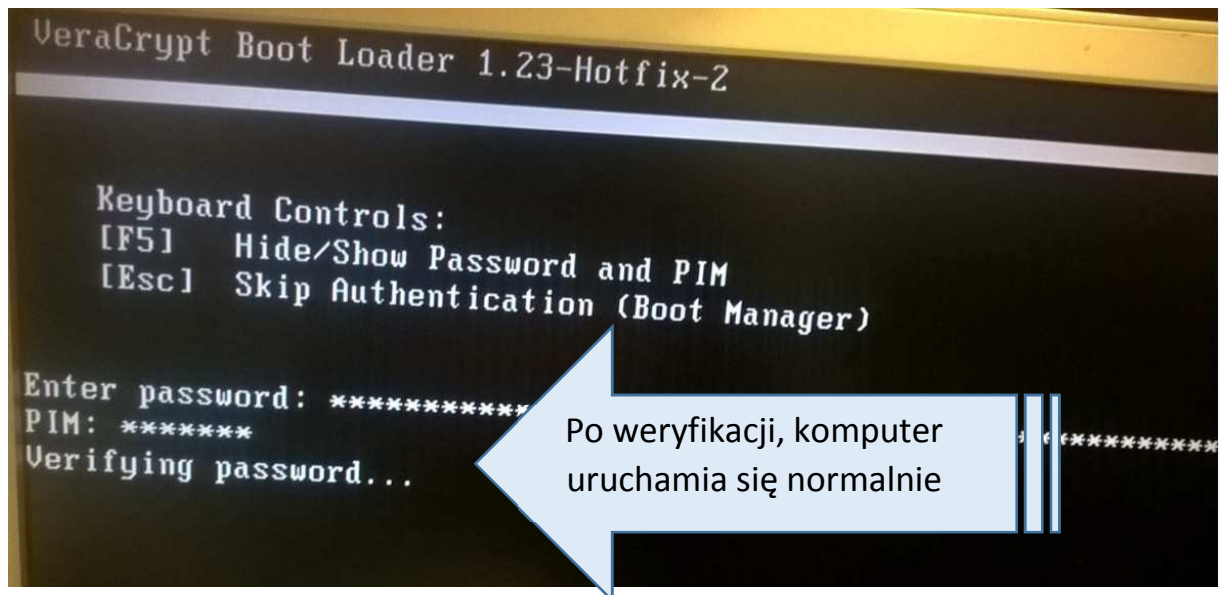 VeraCrypt Boot Loader 1.23-Hotfix-2
Keyboard Controls:
[F5] Hide/Show Password and PIM
[Esc] Skip Authentication (Boot Manager)
Enter password: ************ ***********
PIM: *******
Verifying password...
Po weryfikacji, komputer
uruchamia się normalnie